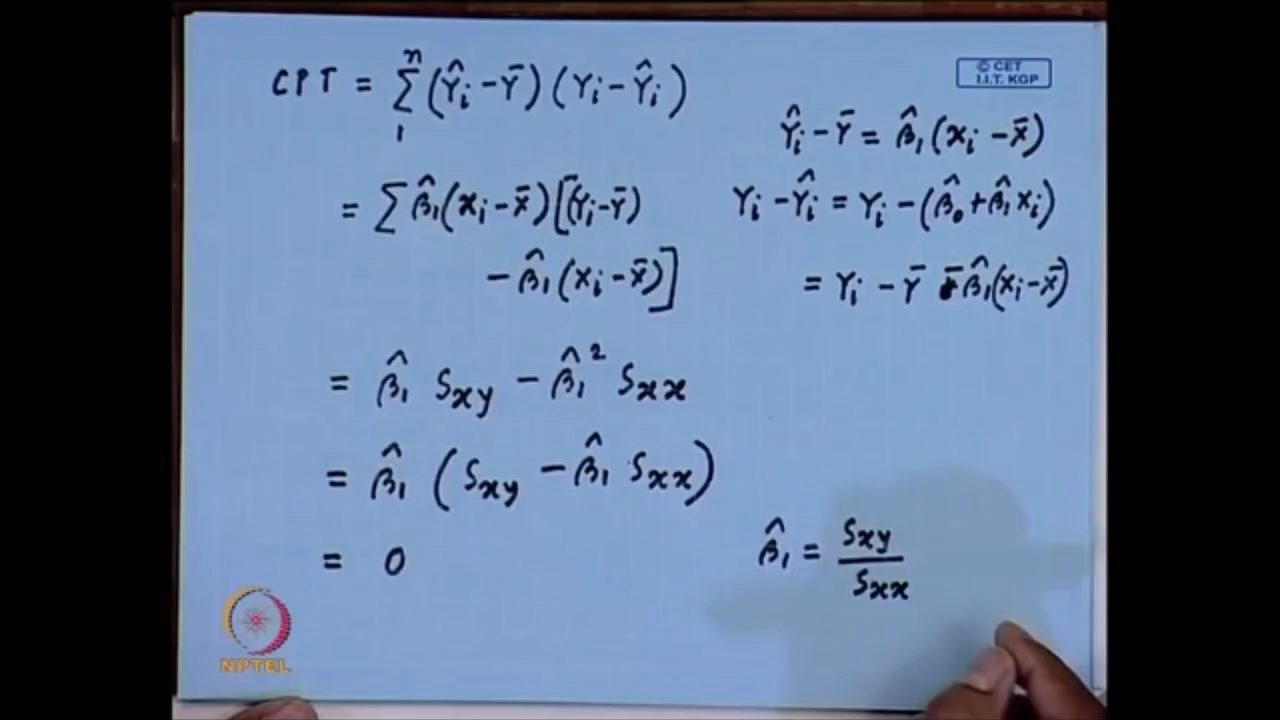 CPT = Σ₁ⁿ (Ŷᵢ – Ȳ) (Yᵢ – Ŷᵢ)
= Σ β̂₁(xᵢ – x̄)[(Yᵢ – Ȳ)
– β̂₁(xᵢ – x̄)]
= β̂₁ Sxy – β̂₁² Sxx
= β̂₁ (Sxy – β̂₁ Sxx)
= 0
© CET
I.I.T. KGP
Ŷᵢ – Ȳ = β̂₁(xᵢ – x̄)
Yᵢ – Ŷᵢ = Yᵢ – (β̂₀ + β̂₁xᵢ)
= Yᵢ – Ȳ – β̂₁(xᵢ – x̄)
β̂₁ = Sxy / Sxx
NPTEL